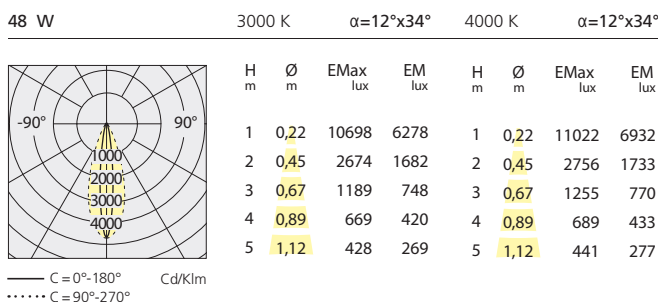 48 W 3000 K α=12°x34° 4000 K α=12°x34°
H Ø EMax EM H Ø EMax EM
m m lux lux m m lux lux
-90° 90°
1000
2000
3000
4000
1 0,22 10698 6278 1 0,22 11022 6932
2 0,45 2674 1682 2 0,45 2756 1733
3 0,67 1189 748 3 0,67 1255 770
4 0,89 669 420 4 0,89 689 433
5 1,12 428 269 5 1,12 441 277
C = 0°-180° Cd/Klm
C = 90°-270°